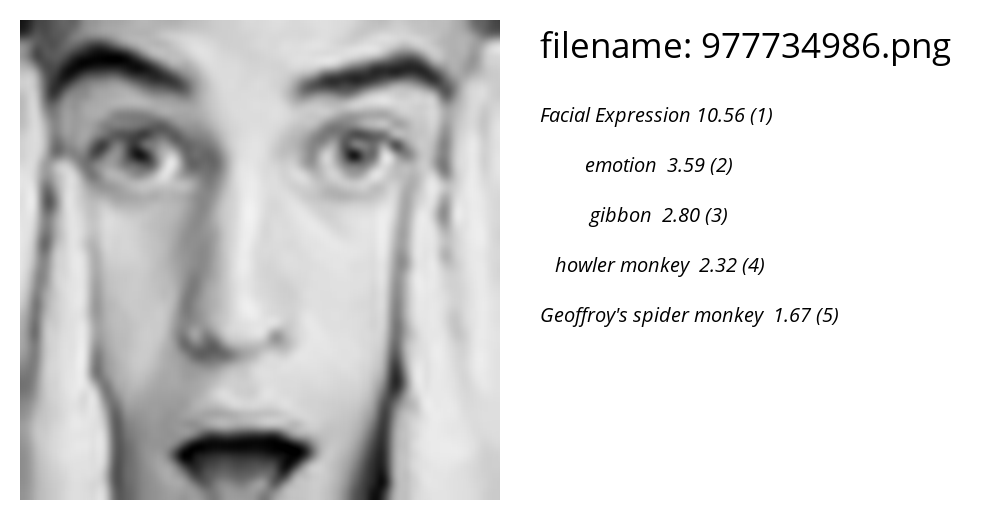 filename: 977734986.png
Facial Expression 10.56 (1)
emotion 3.59 (2)
gibbon 2.80 (3)
howler monkey 2.32 (4)
Geoffroy's spider monkey 1.67 (5)